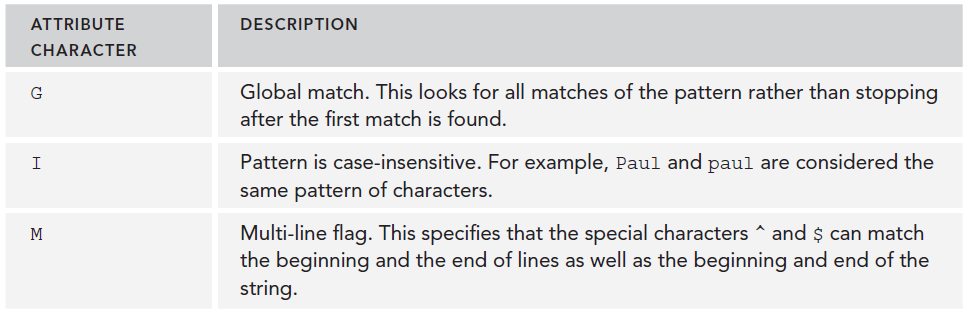 ATTRIBUTE
CHARACTER
DESCRIPTION
G
Global match. This looks for all matches of the pattern rather than stopping
after the first match is found.
I
Pattern is case-insensitive. For example, Paul and paul are considered the
same pattern of characters.
M
Multi-line flag. This specifies that the special characters ^ and $ can match
the beginning and the end of lines as well as the beginning and end of the
string.